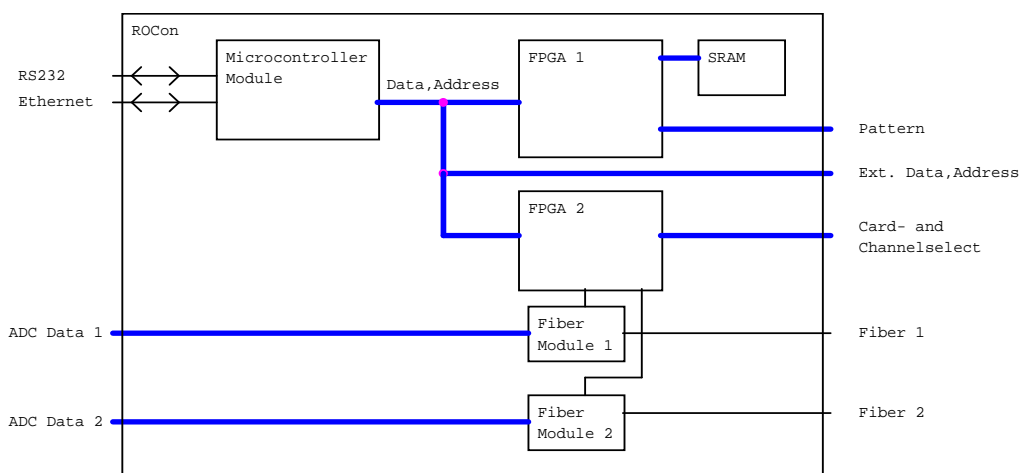 ROCon
Microcontroller
Module
FPGA 1
SRAM
RS232
Ethernet
Data,Address
Pattern
Ext. Data,Address
FPGA 2
Card- and
Channelselect
ADC Data 1
Fiber
Module 1
Fiber 1
ADC Data 2
Fiber
Module 2
Fiber 2